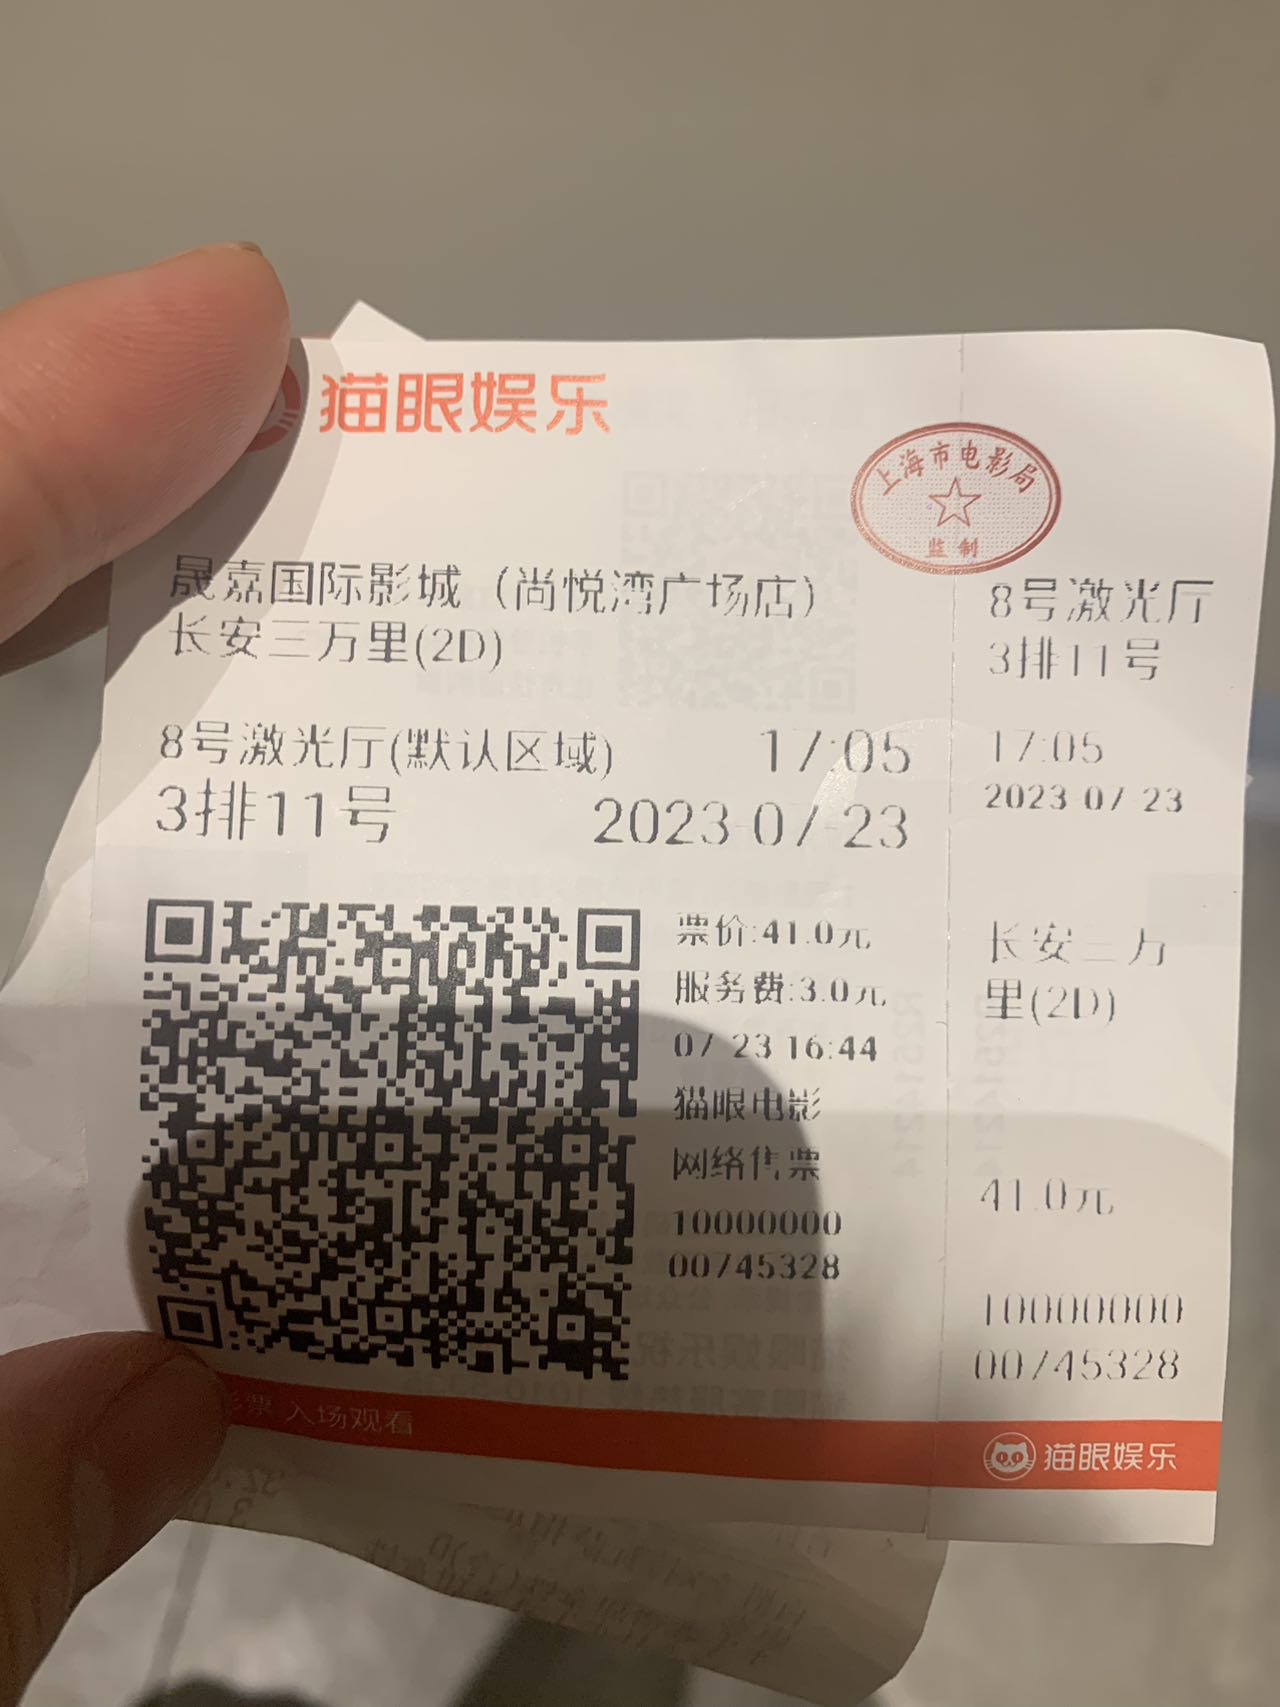 猫眼娱乐
上海市电影局
监制
晟嘉国际影城（尚悦湾广场店）
长安三万里(2D)
8号激光厅(默认区域) 17:05
3排11号 2023-07-23
票价:41.0元
服务费:3.0元
07-23 16:44
猫眼电影
网络售票
10000000
00745328
票 入场观看
8号激光厅
3排11号
17:05
2023-07-23
长安三万
里(2D)
41.0元
10000000
00745328
猫眼娱乐